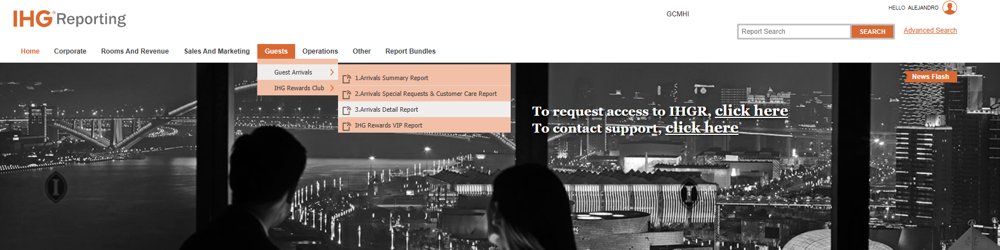 IHG® Reporting
GCMHI
HELLO ALEJANDRO
Report Search
SEARCH
Advanced Search
Home
Corporate
Rooms And Revenue
Sales And Marketing
Guests
Operations
Other
Report Bundles
Guest Arrivals
IHG Rewards Club
1.Arrivals Summary Report
2.Arrivals Special Requests & Customer Care Report
3.Arrivals Detail Report
IHG Rewards VIP Report
News Flash
To request access to IHGR, click here
To contact support, click here